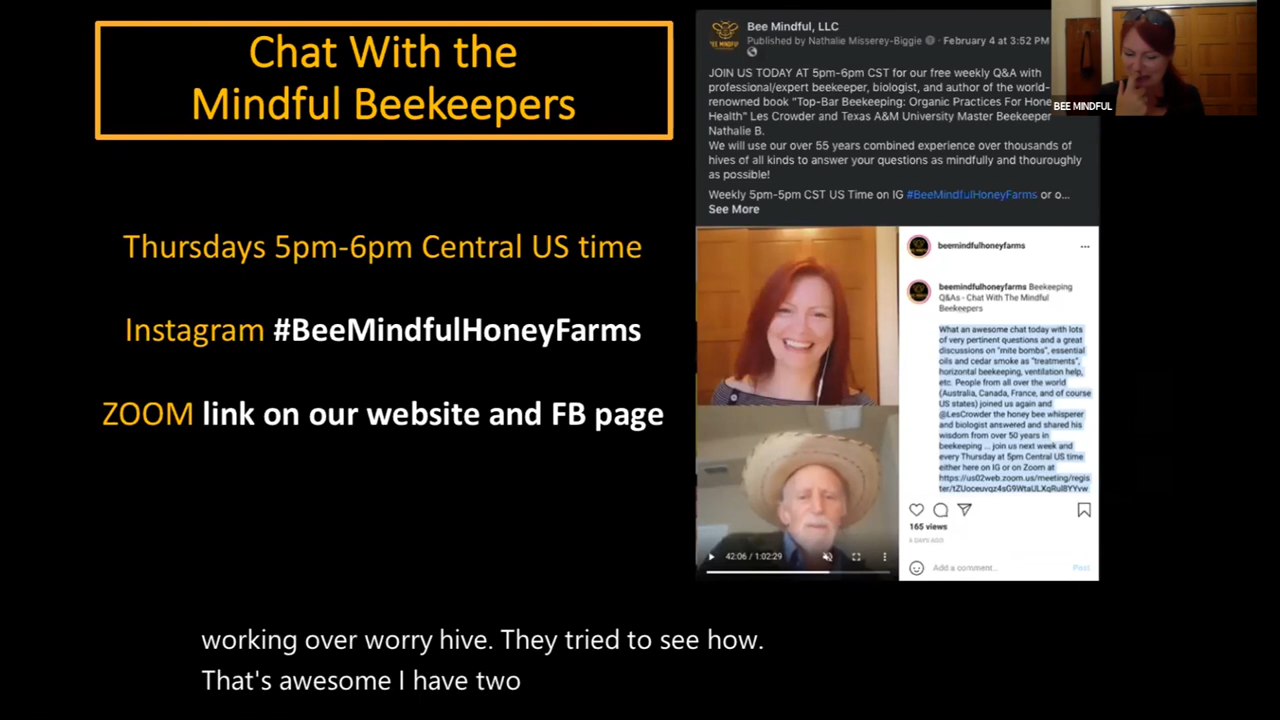 Chat With the
Mindful Beekeepers
Thursdays 5pm-6pm Central US time
Instagram #BeeMindfulHoneyFarms
ZOOM link on our website and FB page
Bee Mindful, LLC
Published by Nathalie Misserey-Biggie · February 4 at 3:52 PM
JOIN US TODAY AT 5pm-6pm CST for our free weekly Q&A with
professional/expert beekeeper, biologist, and author of the world-
renowned book "Top-Bar Beekeeping: Organic Practices For Hone
Health" Les Crowder and Texas A&M University Master Beekeeper
Nathalie B.
We will use our over 55 years combined experience over thousands of
hives of all kinds to answer your questions as mindfully and thouroughly
as possible!
Weekly 5pm-5pm CST US Time on IG #BeeMindfulHoneyFarms or o...
See More
BEE MINDFUL
beemindfulhoneyfarms
beemindfulhoneyfarms Beekeeping
Q&As - Chat With The Mindful
Beekeepers
What an awesome chat today with lots
of very pertinent questions and a great
discussions on "mite bombs", essential
oils and cedar smoke as "treatments",
horizontal beekeeping, ventilation help,
etc. People from all over the world
(Australia, Canada, France, and of course
US states) joined us again and
@LesCrowder the honey bee whisperer
and biologist answered and shared his
wisdom from over 50 years in
beekeeping ... join us next week and
every Thursday at 5pm Central US time
either here on IG or on Zoom at
https://us02web.zoom.us/meeting/regis
165 views
6 DAYS AGO
Add a comment...
Post
42:06 / 1:02:29
working over worry hive. They tried to see how.
That's awesome I have two